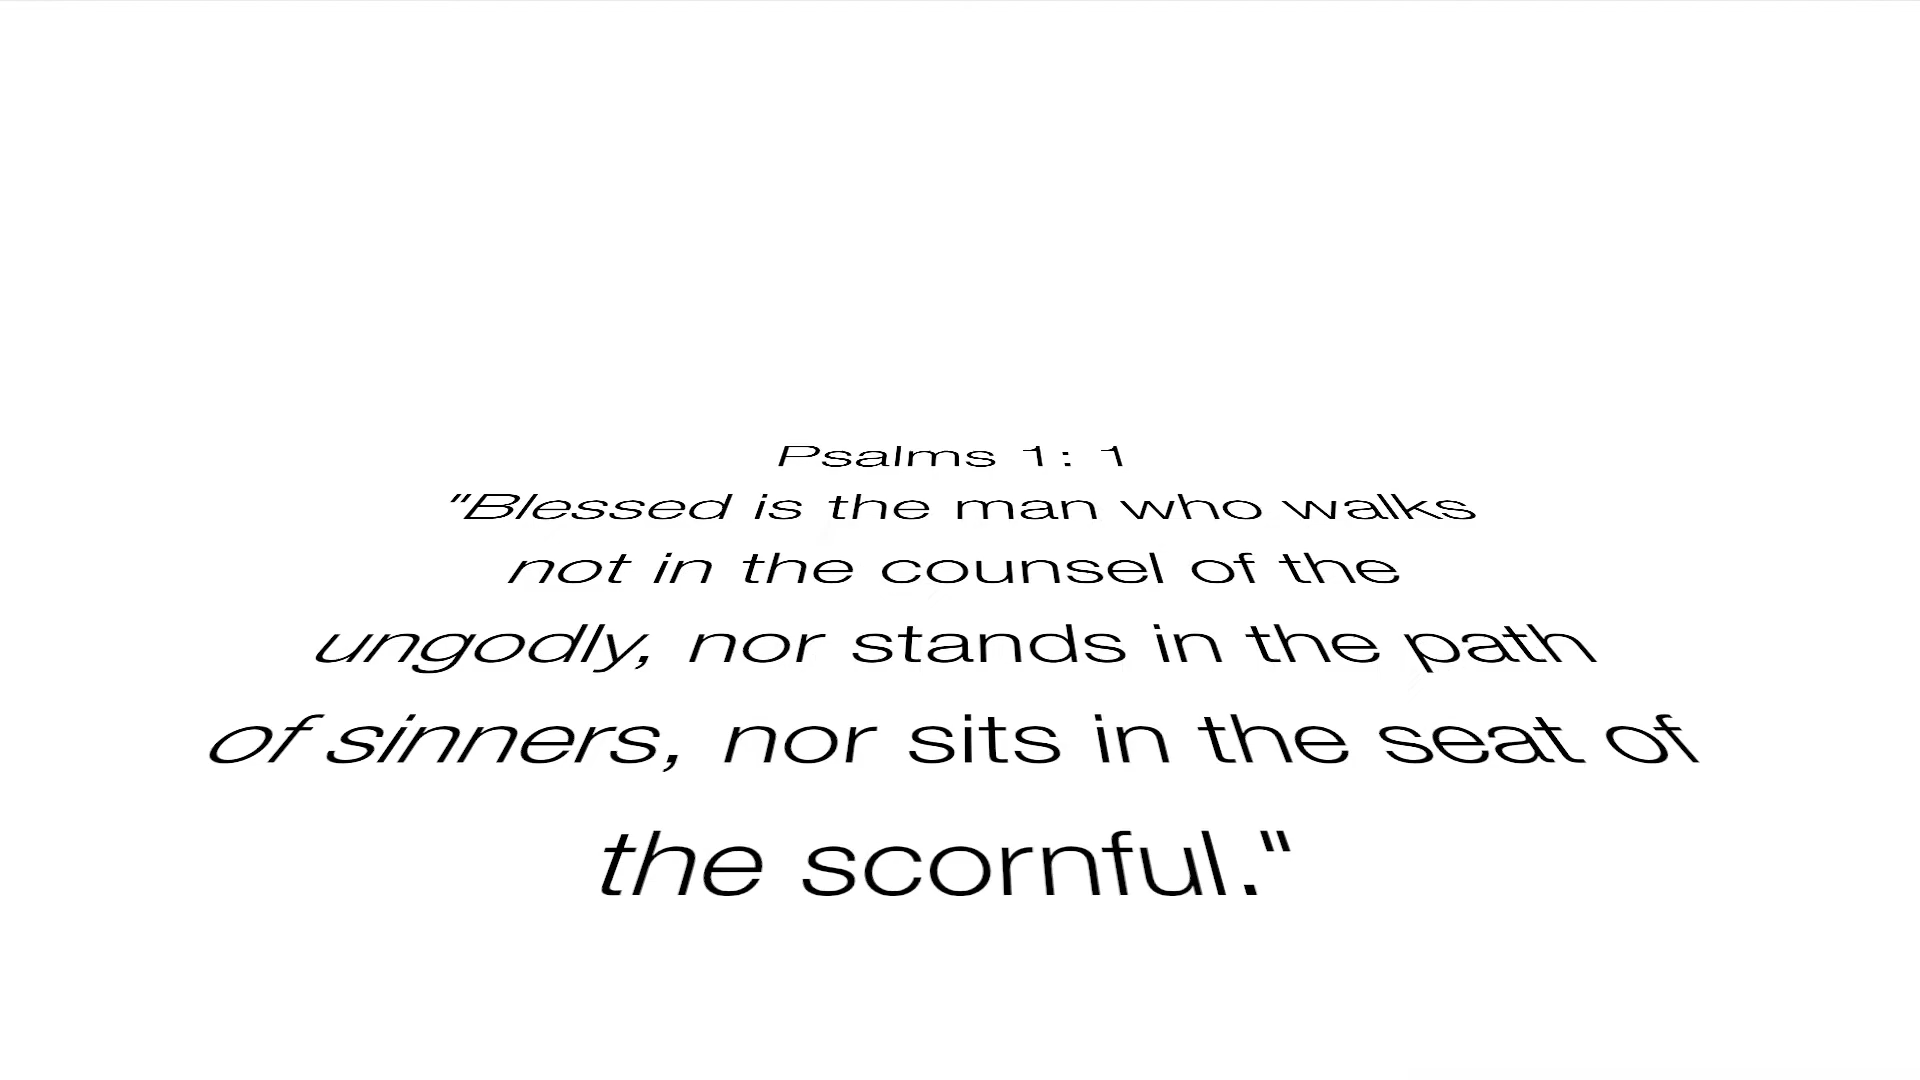 Psalms 1: 1
"Blessed is the man who walks
not in the counsel of the
ungodly, nor stands in the path
of sinners, nor sits in the seat of
the scornful."